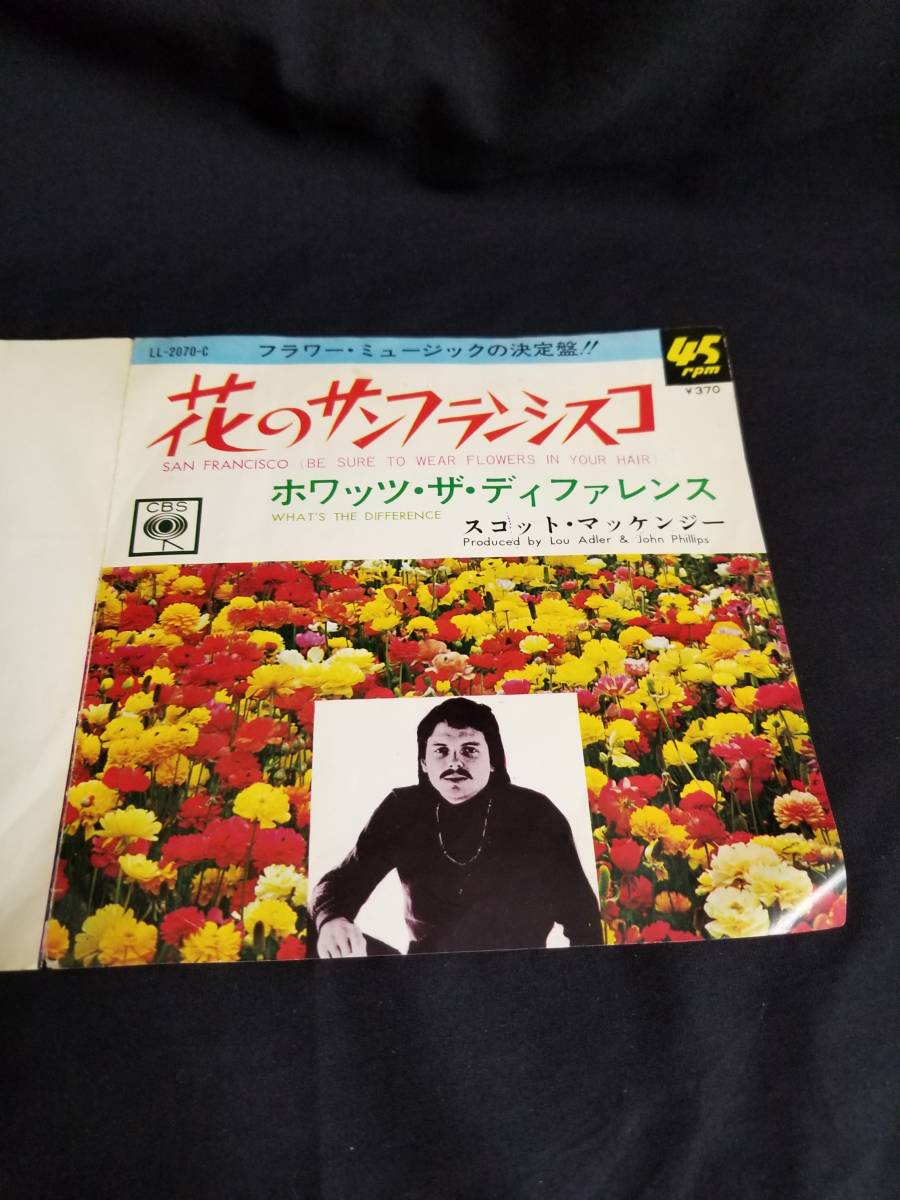 LL-2070-C フラワー・ミュージックの決定盤!!
45 rpm
¥370
花のサンフランシスコ
SAN FRANCISCO (BE SURE TO WEAR FLOWERS IN YOUR HAIR)
CBS
ホワッツ・ザ・ディファレンス
WHAT'S THE DIFFERENCE
スコット・マッケンジー
Produced by Lou Adler & John Phillips